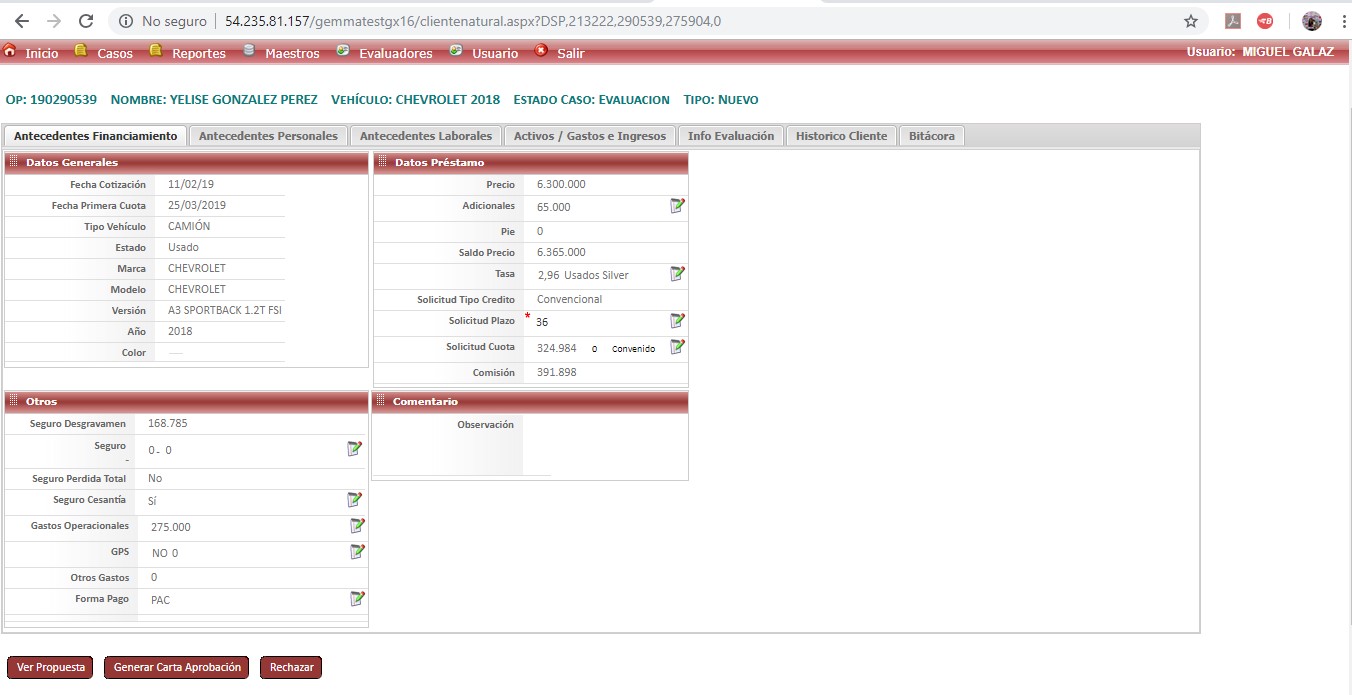 No seguro | 54.235.81.157/gemmatestgx16/clientenatural.aspx?DSP,213222,290539,275904,0
Inicio Casos Reportes Maestros Evaluadores Usuario Salir Usuario: MIGUEL GALAZ
OP: 190290539 NOMBRE: YELISE GONZALEZ PEREZ VEHÍCULO: CHEVROLET 2018 ESTADO CASO: EVALUACION TIPO: NUEVO
Antecedentes Financiamiento Antecedentes Personales Antecedentes Laborales Activos / Gastos e Ingresos Info Evaluación Historico Cliente Bitácora
Datos Generales
Fecha Cotización 11/02/19
Fecha Primera Cuota 25/03/2019
Tipo Vehículo CAMIÓN
Estado Usado
Marca CHEVROLET
Modelo CHEVROLET
Versión A3 SPORTBACK 1.2T FSI
Año 2018
Color ----
Datos Préstamo
Precio 6.300.000
Adicionales 65.000
Pie 0
Saldo Precio 6.365.000
Tasa 2,96 Usados Silver
Solicitud Tipo Credito Convencional
Solicitud Plazo * 36
Solicitud Cuota 324.984 0 Convenido
Comisión 391.898
Otros
Seguro Desgravamen 168.785
Seguro 0 - 0
-
Seguro Perdida Total No
Seguro Cesantía Sí
Gastos Operacionales 275.000
GPS NO 0
Otros Gastos 0
Forma Pago PAC
Comentario
Observación
Ver Propuesta Generar Carta Aprobación Rechazar